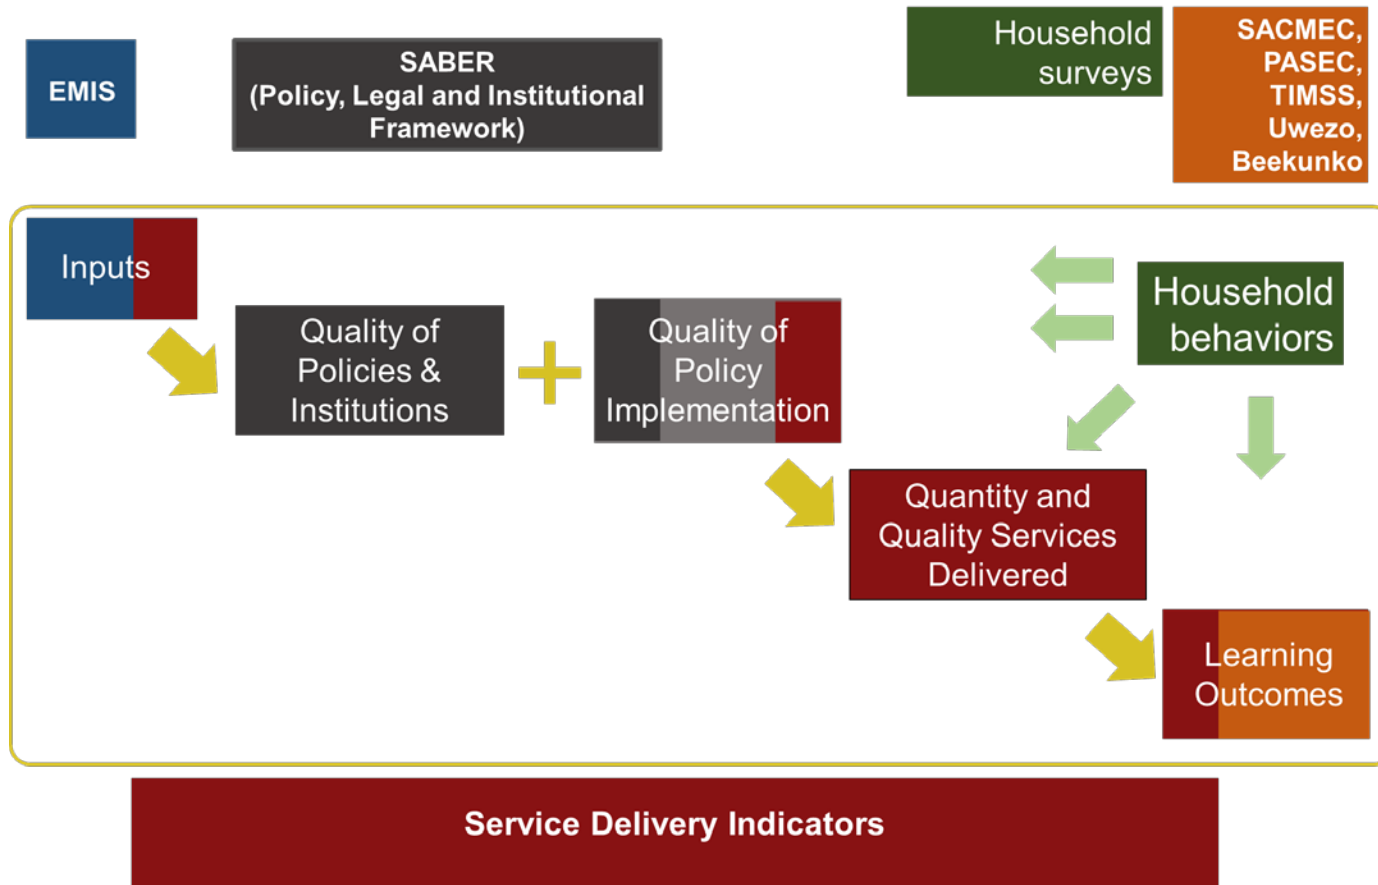 EMIS
SABER
(Policy, Legal and Institutional
Framework)
Household
surveys
SACMEC,
PASEC,
TIMSS,
Uwezo,
Beekunko
Inputs
Quality of
Policies &
Institutions
Quality of
Policy
Implementation
Household
behaviors
Quantity and
Quality Services
Delivered
Learning
Outcomes
Service Delivery Indicators